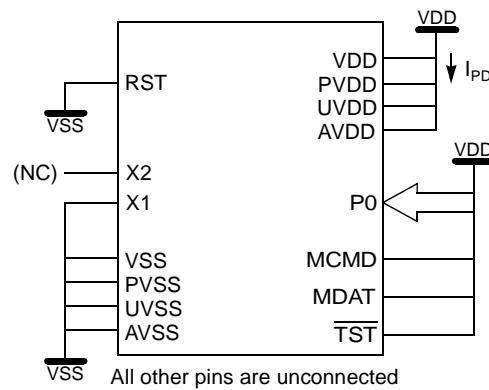 VDD
VDD
PVDD
UVDD
AVDD
IPD
RST
VSS
VDD
(NC)
X2
X1
P0
VSS
PVSS
UVSS
AVSS
MCMD
MDAT
TST
VSS
All other pins are unconnected